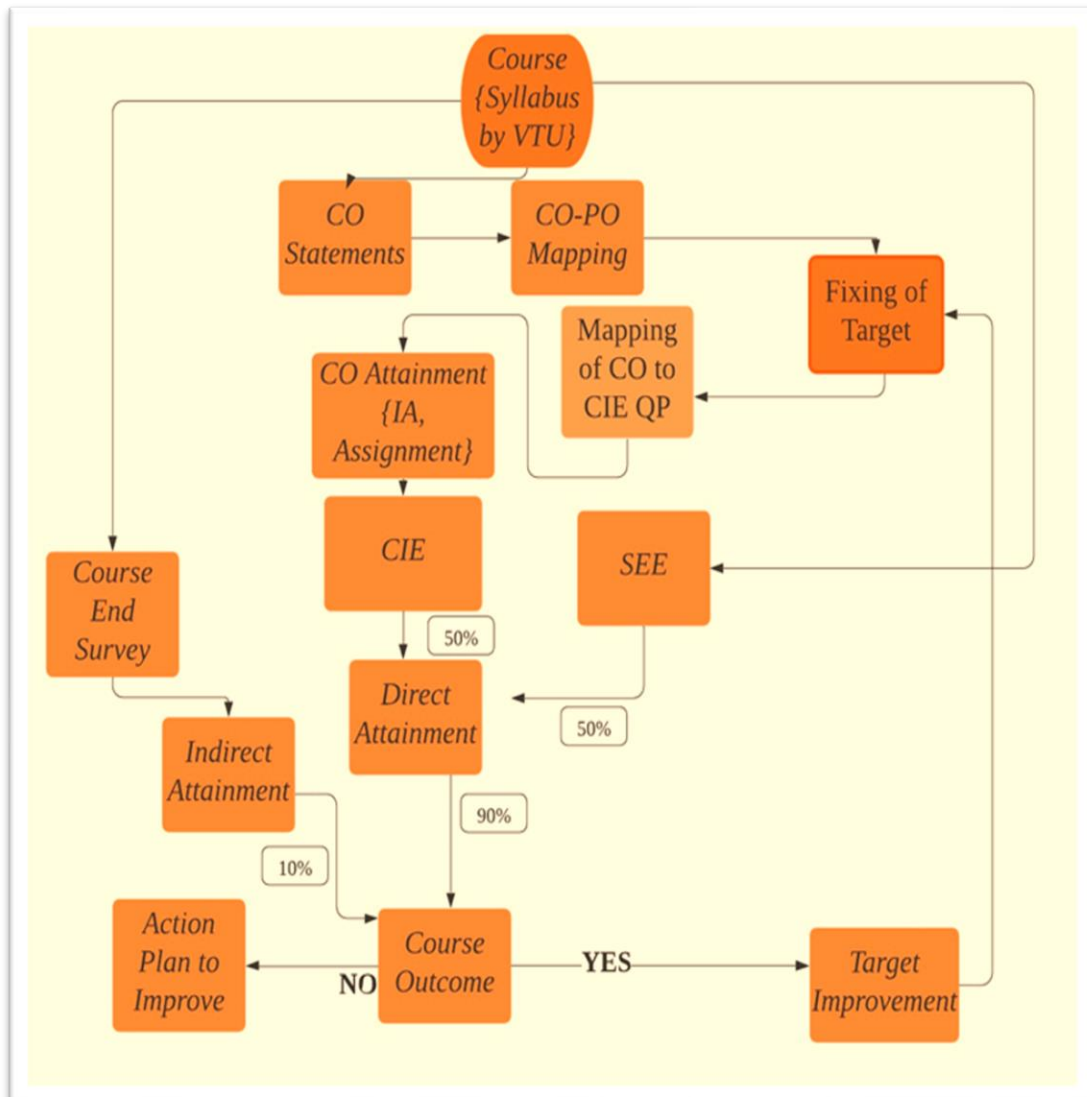 Course
{Syllabus
by VTU}
CO
Statements
CO-PO
Mapping
Fixing of
Target
Mapping
of CO to
CIE QP
CO Attainment
{IA,
Assignment}
CIE
SEE
Course
End
Survey
50%
Direct
Attainment
50%
Indirect
Attainment
90%
10%
Action
Plan to
Improve
NO
Course
Outcome
YES
Target
Improvement